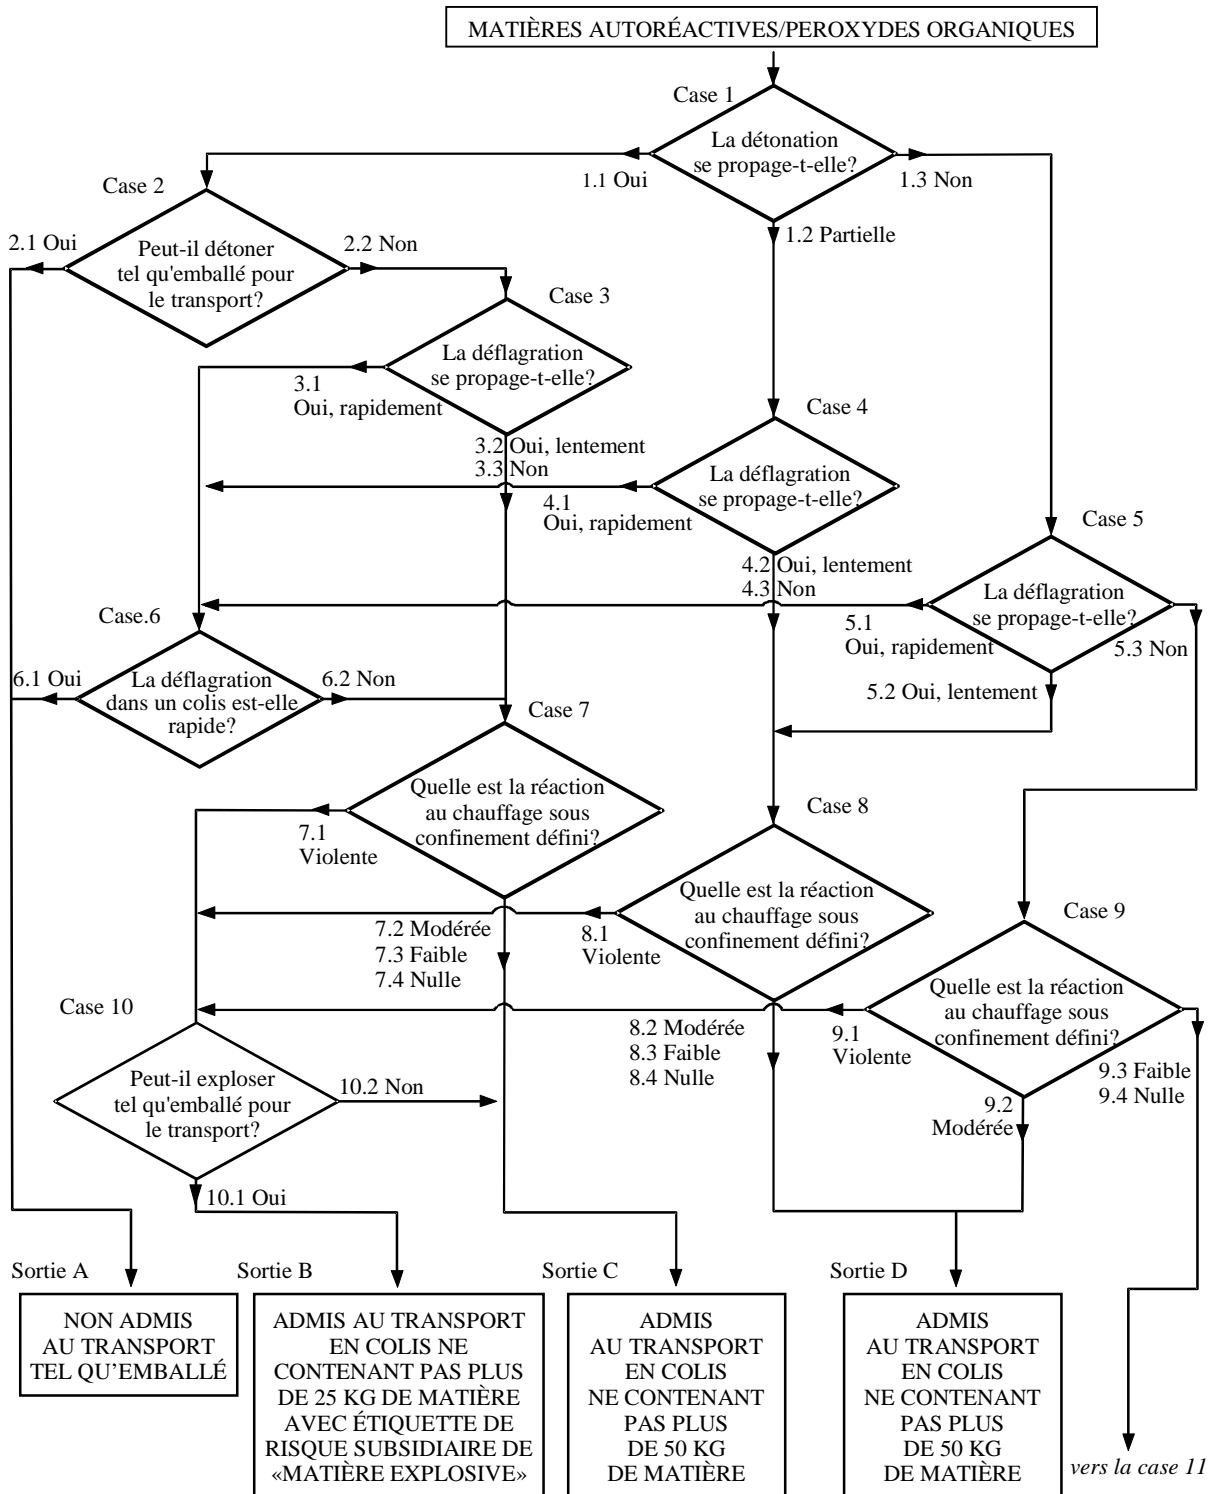 MATIÈRES AUTORÉACTIVES/PEROXYDES ORGANIQUES
Case 1
La détonation
se propage-t-elle?
1.1 Oui
1.3 Non
1.2 Partielle
Case 2
Peut-il détoner
tel qu'emballé pour
le transport?
2.1 Oui
2.2 Non
Case 3
La déflagration
se propage-t-elle?
3.1
Oui, rapidement
3.2 Oui, lentement
3.3 Non
Case 4
La déflagration
se propage-t-elle?
4.1
Oui, rapidement
4.2 Oui, lentement
4.3 Non
Case 5
La déflagration
se propage-t-elle?
5.1
Oui, rapidement
5.3 Non
5.2 Oui, lentement
Case.6
La déflagration
dans un colis est-elle
rapide?
6.1 Oui
6.2 Non
Case 7
Quelle est la réaction
au chauffage sous
confinement défini?
7.1
Violente
7.2 Modérée
7.3 Faible
7.4 Nulle
Case 8
Quelle est la réaction
au chauffage sous
confinement défini?
8.1
Violente
8.2 Modérée
8.3 Faible
8.4 Nulle
Case 9
Quelle est la réaction
au chauffage sous
confinement défini?
9.1
Violente
9.2
Modérée
9.3 Faible
9.4 Nulle
Case 10
Peut-il exploser
tel qu'emballé pour
le transport?
10.2 Non
10.1 Oui
Sortie A
NON ADMIS
AU TRANSPORT
TEL QU’EMBALLÉ
Sortie B
ADMIS AU TRANSPORT
EN COLIS NE
CONTENANT PAS PLUS
DE 25 KG DE MATIÈRE
AVEC ÉTIQUETTE DE
RISQUE SUBSIDIAIRE DE
«MATIÈRE EXPLOSIVE»
Sortie C
ADMIS
AU TRANSPORT
EN COLIS
NE CONTENANT
PAS PLUS
DE 50 KG
DE MATIÈRE
Sortie D
ADMIS
AU TRANSPORT
EN COLIS
NE CONTENANT
PAS PLUS
DE 50 KG
DE MATIÈRE
vers la case 11